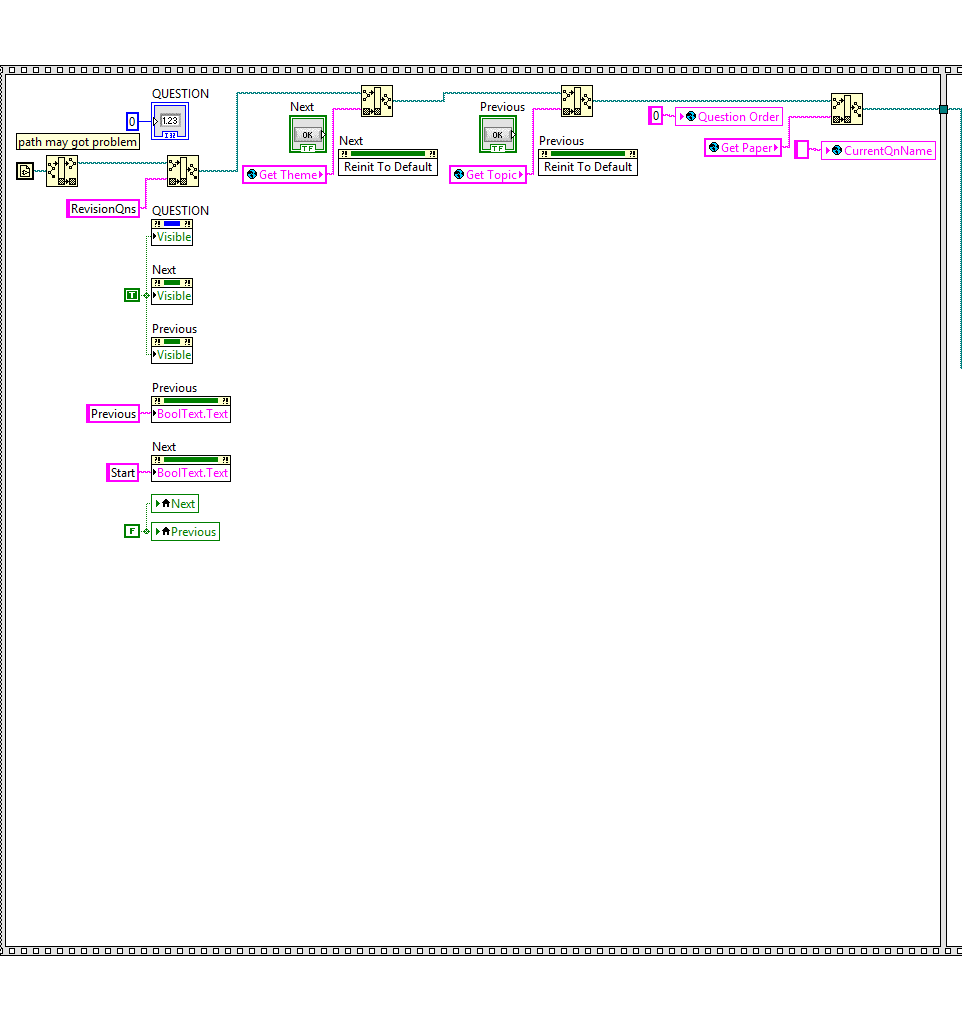 QUESTION
0
1.23
I32
path may got problem
RevisionQns
Next
OK
TF
Get Theme
Next
Reinit To Default
Previous
OK
TF
Get Topic
Previous
Reinit To Default
0
Question Order
Get Paper
CurrentQnName
QUESTION
?! ?!
Visible
Next
?! ?!
T
Visible
Previous
?! ?!
Visible
Previous
?! ?!
Previous
BoolText.Text
Next
?! ?!
Start
BoolText.Text
Next
F
Previous